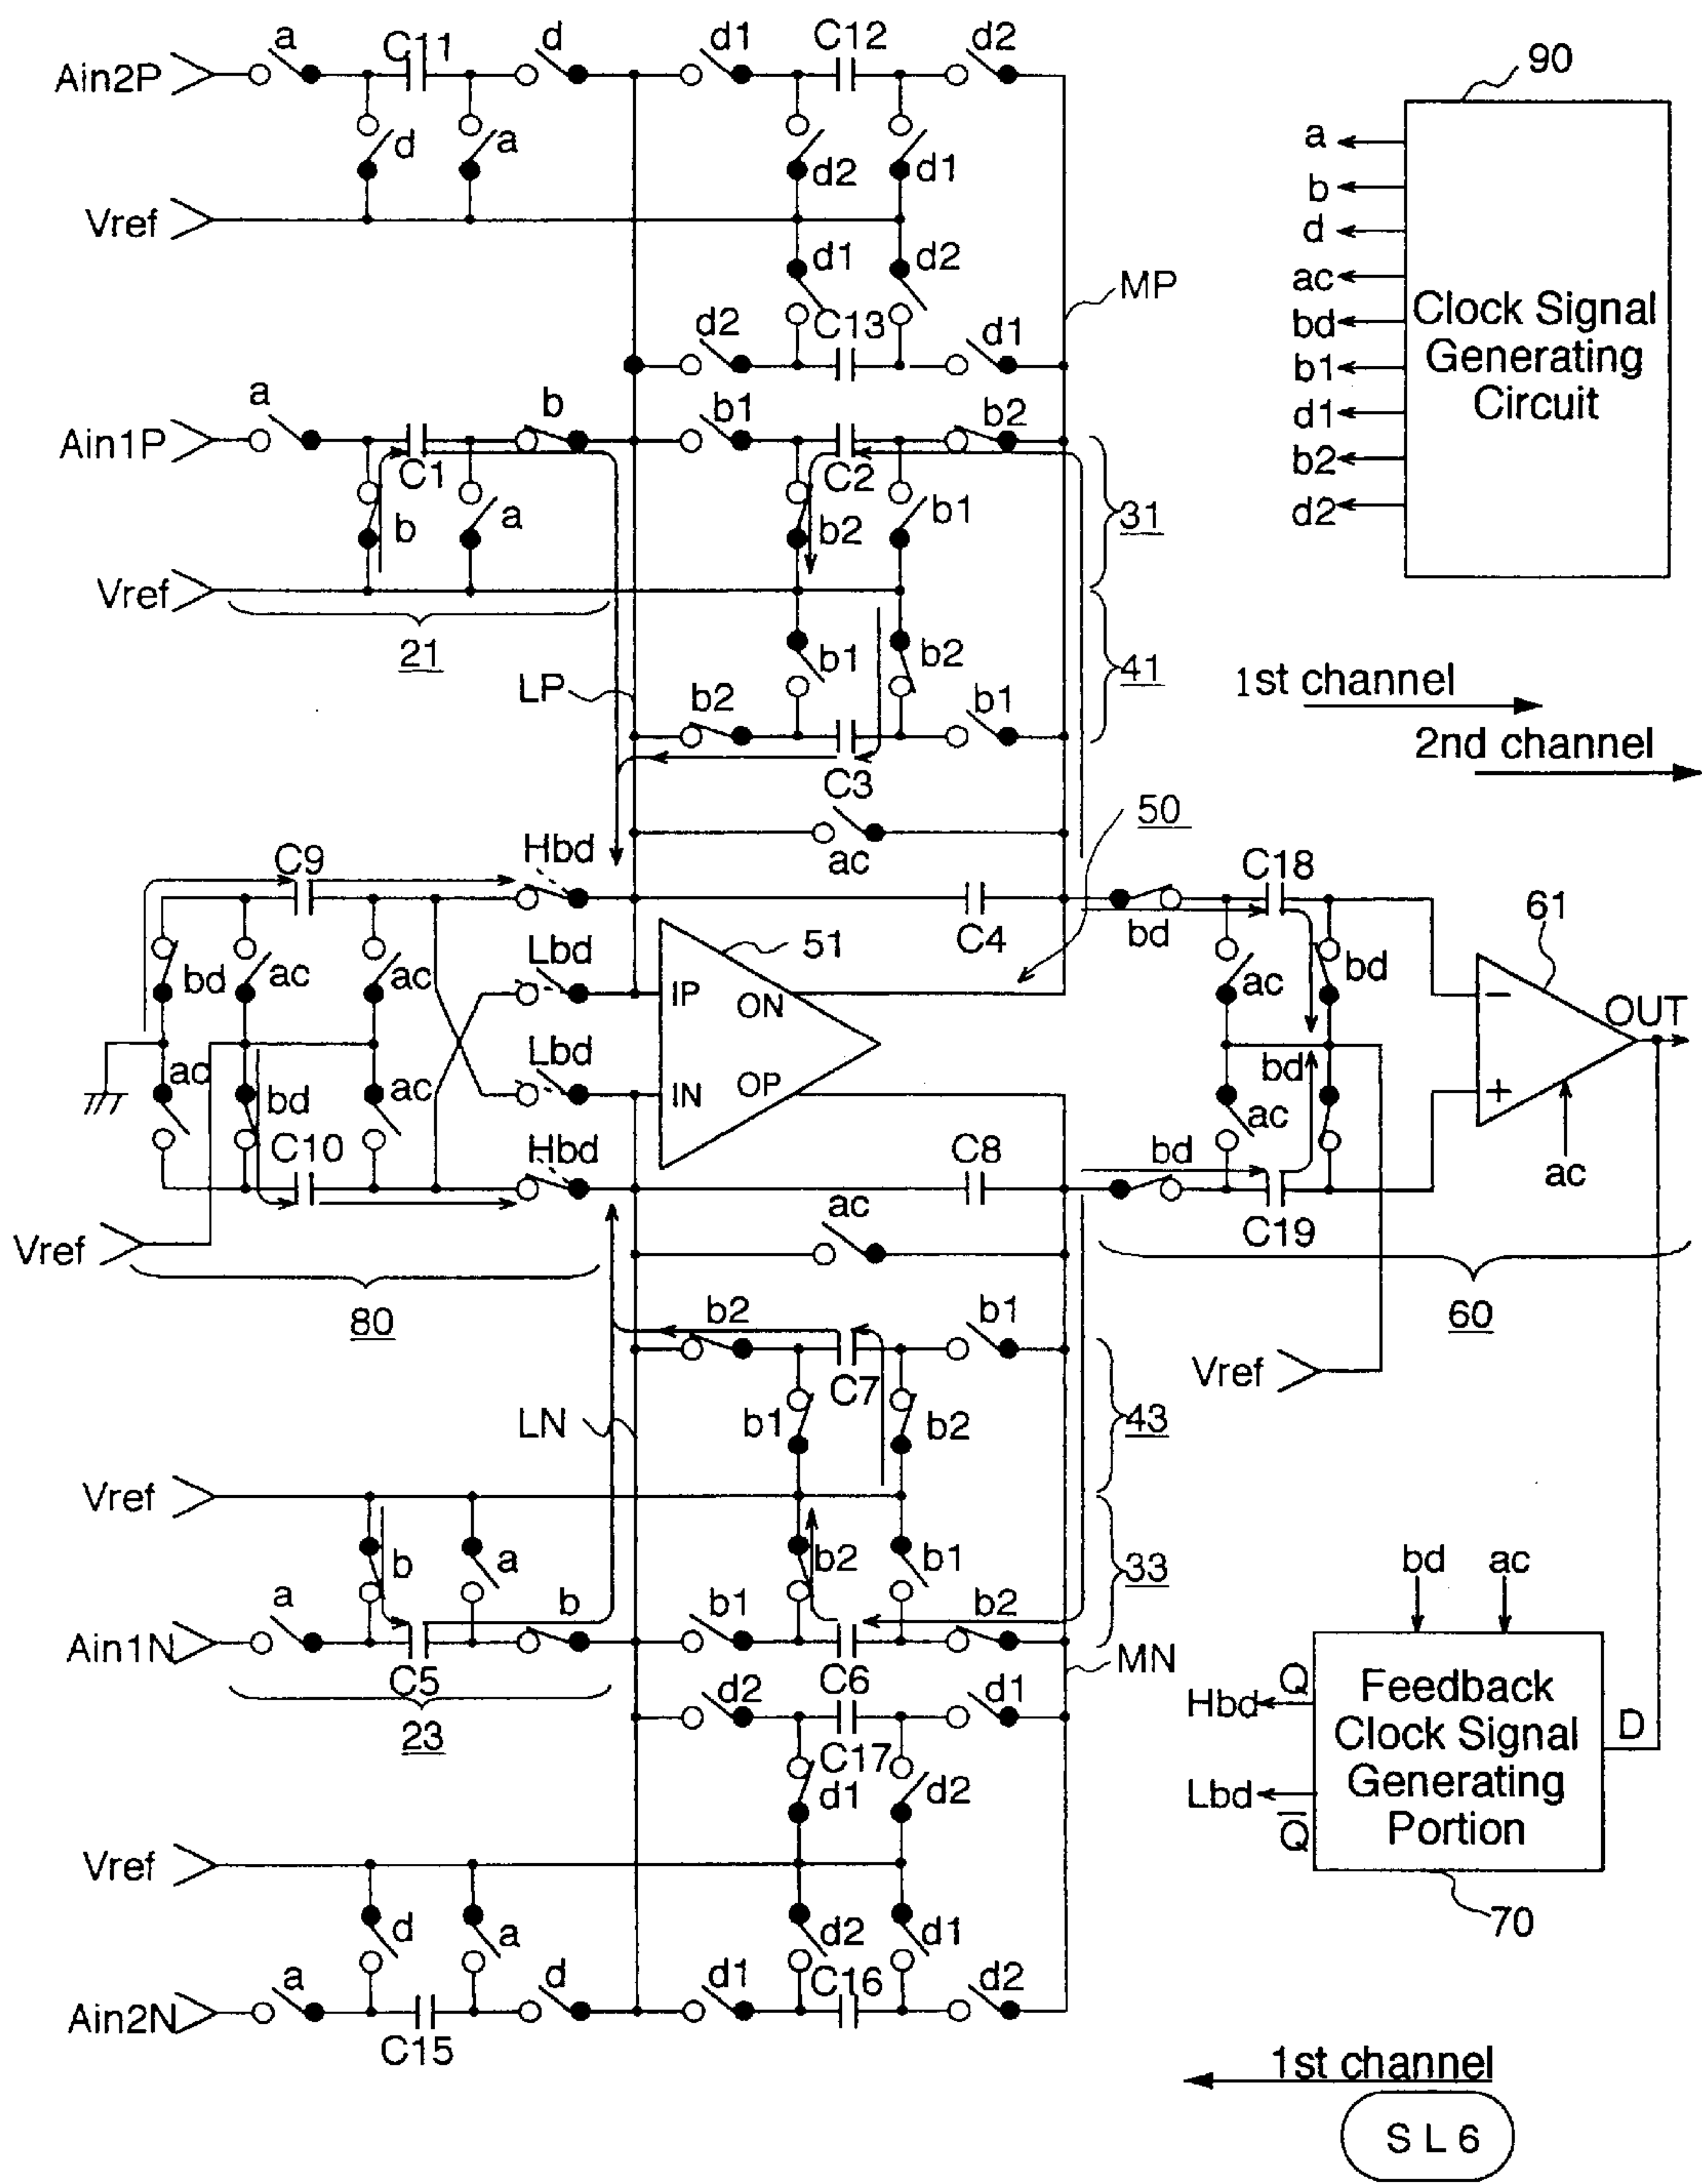 a C11 d d1 C12 d2
Ain2P
d a d2 d1
Vref
d1 d2
MP
d2 C13 d1
a b b1 b2
Ain1P
C1 C2
b a b2 b1
31
Vref
21
b1 b2
41
LP
b2 b1
C3
ac
50
90
a
b
d
ac
bd
b1
d1
b2
d2
Clock Signal
Generating
Circuit
1st channel
2nd channel
C9 Hbd C18
C4 bd
61
bd ac ac Lbd 51 ac bd
IP ON
−
OUT
Lbd
ac bd ac IN OP bd ac
+
ac
C10 Hbd C8 bd
C19
Vref
ac
80
60
b2 b1
C7
Vref
LN b1 b2
43
Vref
b a b2 b1
33
a b b1 b2
Ain1N
C5 C6
MN
23
d2 d1
C17
d1 d2
Vref
d a d2 d1
a d d1 C16 d2
Ain2N
C15
bd ac
Q
Hbd
Feedback
Clock Signal
Generating
Portion
D
Lbd
Q̅
70
1st channel
S L 6